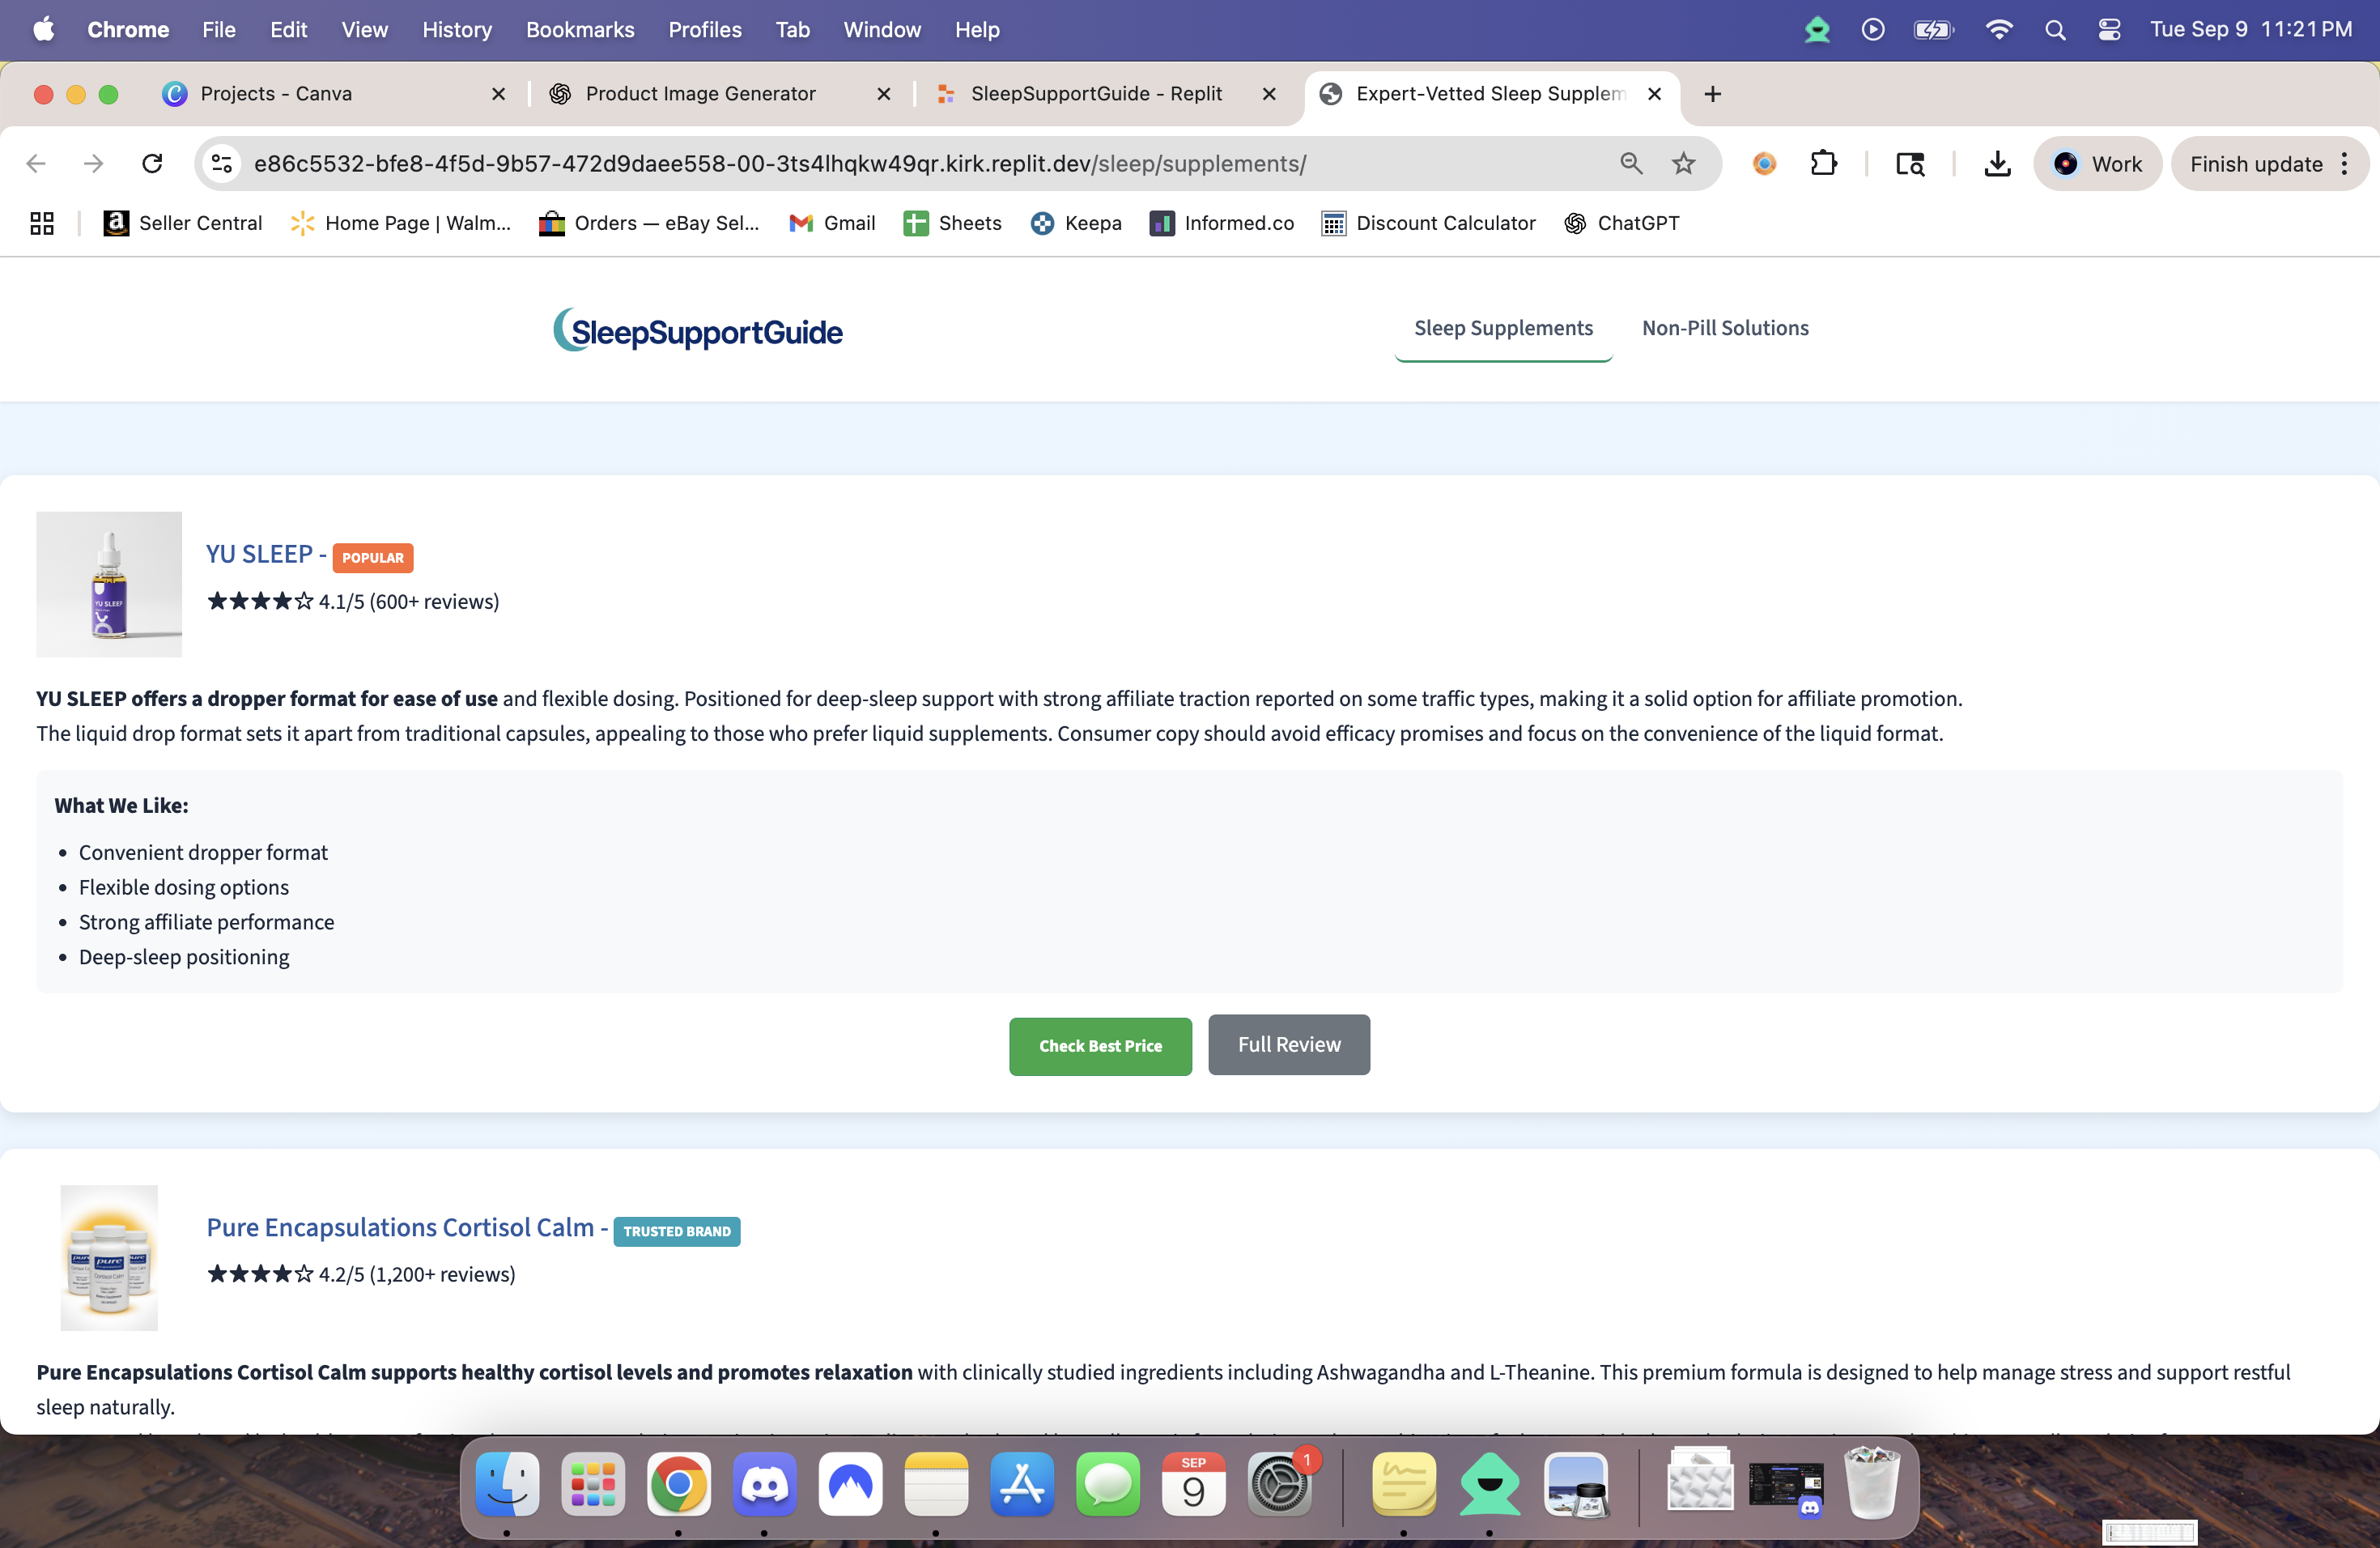 Chrome File Edit View History Bookmarks Profiles Tab Window Help Tue Sep 9 11:21 PM
Projects - Canva Product Image Generator SleepSupportGuide - Replit Expert-Vetted Sleep Supplem
e86c5532-bfe8-4f5d-9b57-472d9daee558-00-3ts4lhqkw49qr.kirk.replit.dev/sleep/supplements/ Work Finish update
Seller Central Home Page | Walm... Orders — eBay Sel... Gmail Sheets Keepa Informed.co Discount Calculator ChatGPT
SleepSupportGuide Sleep Supplements Non-Pill Solutions
YU SLEEP
YU SLEEP - POPULAR
★★★★☆ 4.1/5 (600+ reviews)
YU SLEEP offers a dropper format for ease of use and flexible dosing. Positioned for deep-sleep support with strong affiliate traction reported on some traffic types, making it a solid option for affiliate promotion.
The liquid drop format sets it apart from traditional capsules, appealing to those who prefer liquid supplements. Consumer copy should avoid efficacy promises and focus on the convenience of the liquid format.
What We Like:
• Convenient dropper format
• Flexible dosing options
• Strong affiliate performance
• Deep-sleep positioning
Check Best Price Full Review
pure
Cortisol Calm
Pure Encapsulations Cortisol Calm - TRUSTED BRAND
★★★★☆ 4.2/5 (1,200+ reviews)
Pure Encapsulations Cortisol Calm supports healthy cortisol levels and promotes relaxation with clinically studied ingredients including Ashwagandha and L-Theanine. This premium formula is designed to help manage stress and support restful
sleep naturally.
SEP
9
1